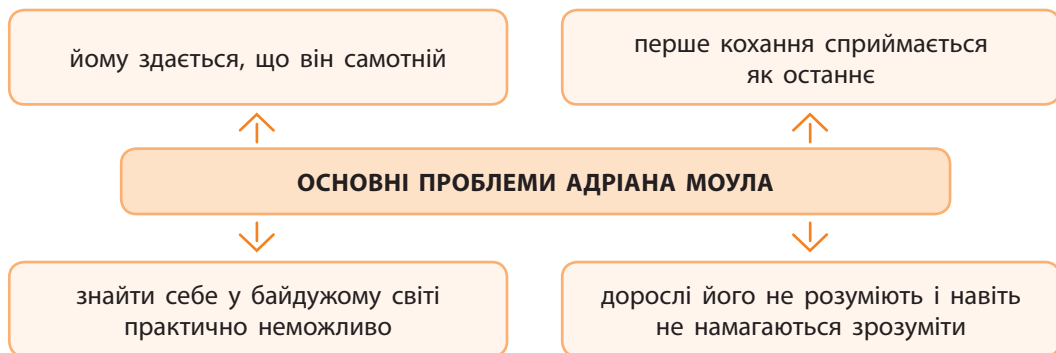 йому здається, що він самотній
перше кохання сприймається
як останнє
ОСНОВНІ ПРОБЛЕМИ АДРІАНА МОУЛА
знайти себе у байдужому світі
практично неможливо
дорослі його не розуміють і навіть
не намагаються зрозуміти